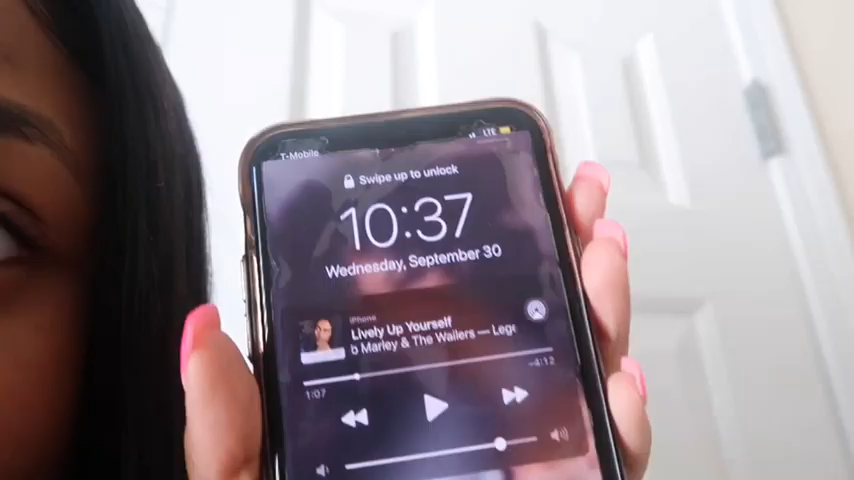 T-Mobile LTE
Swipe up to unlock
10:37
Wednesday, September 30
iPhone
Lively Up Yourself
b Marley & The Wailers — Lege
1:07 -4:12